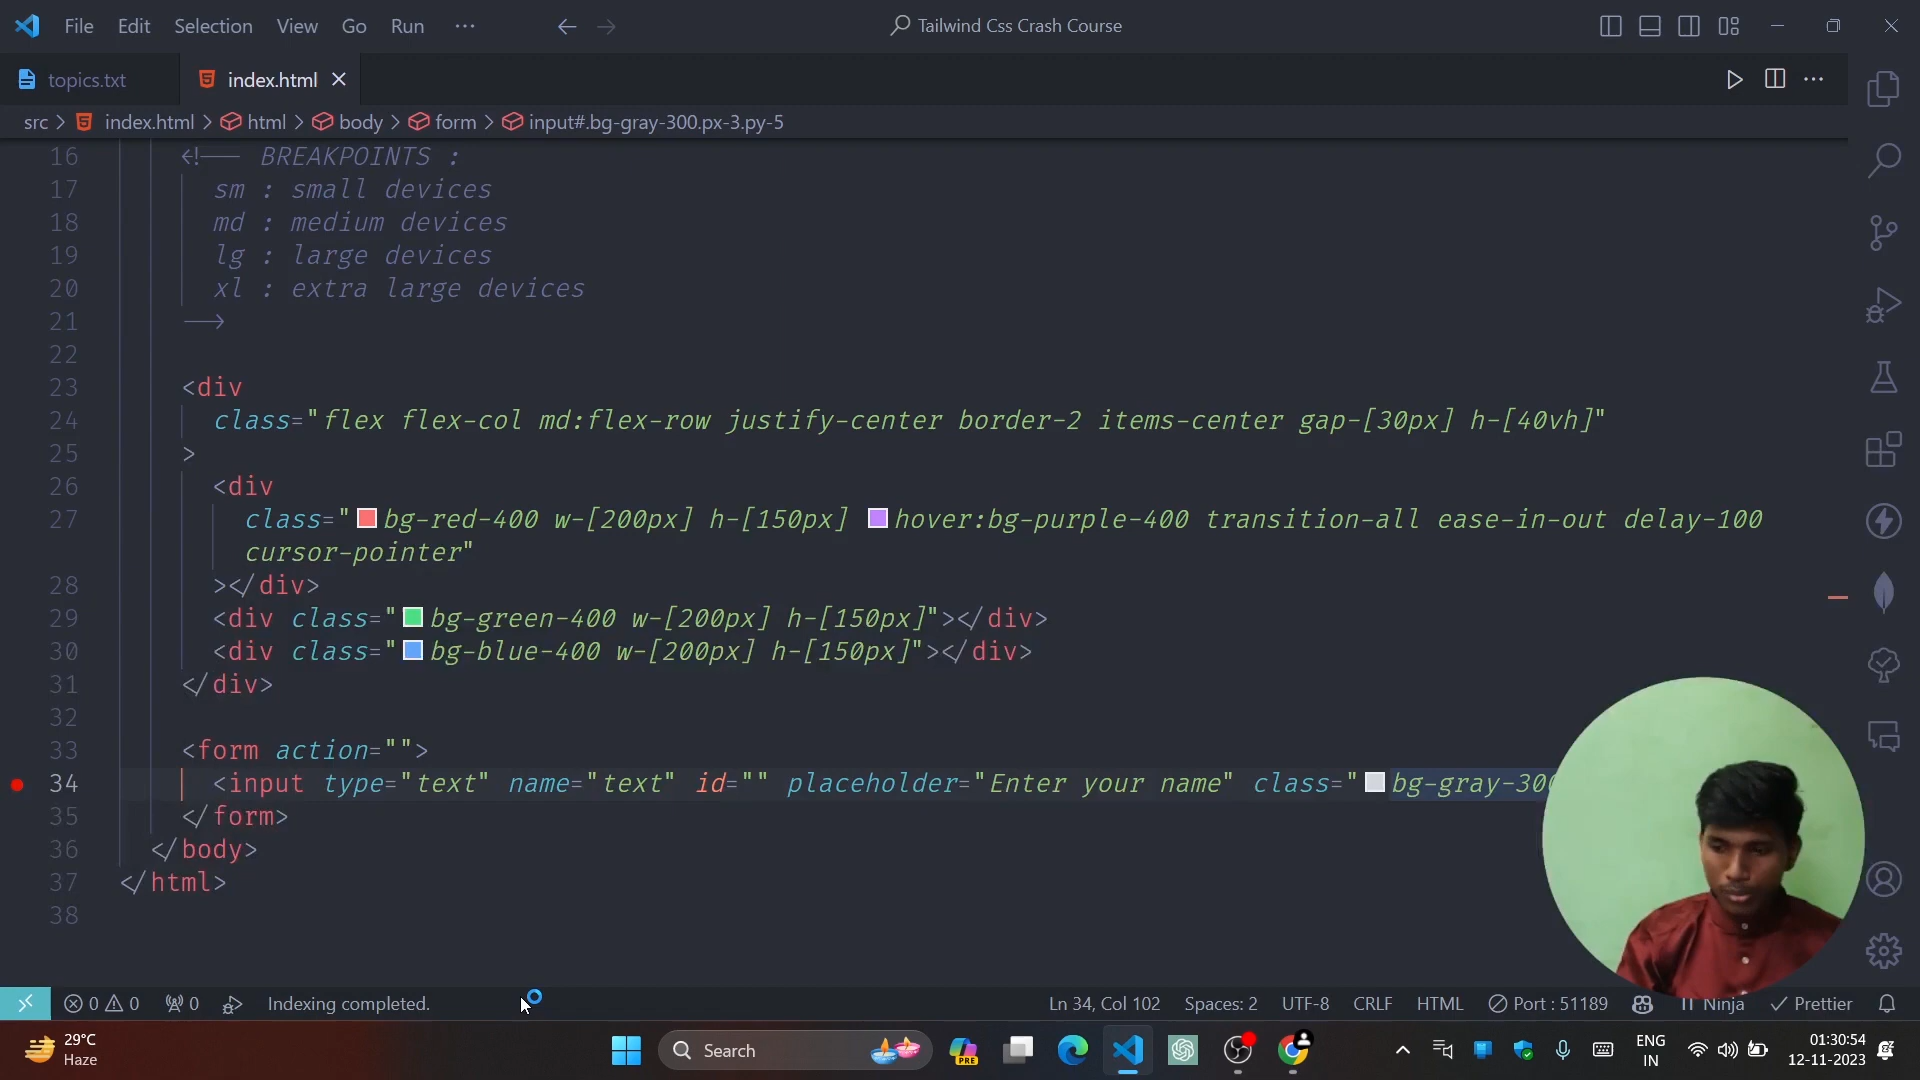 File Edit Selection View Go Run ··· Tailwind Css Crash Course
topics.txt index.html
src > index.html > html > body > form > input#.bg-gray-300.px-3.py-5
16 <!-- BREAKPOINTS :
17 sm : small devices
18 md : medium devices
19 lg : large devices
20 xl : extra large devices
21 -->
22
23 <div
24 class="flex flex-col md:flex-row justify-center border-2 items-center gap-[30px] h-[40vh]"
25 >
26 <div
27 class="bg-red-400 w-[200px] h-[150px] hover:bg-purple-400 transition-all ease-in-out delay-100
cursor-pointer"
28 ></div>
29 <div class="bg-green-400 w-[200px] h-[150px]"></div>
30 <div class="bg-blue-400 w-[200px] h-[150px]"></div>
31 </div>
32
33 <form action="">
34 <input type="text" name="text" id="" placeholder="Enter your name" class="bg-gray-300
35 </form>
36 </body>
37 </html>
38
0 0 0 Indexing completed. Ln 34, Col 102 Spaces: 2 UTF-8 CRLF HTML Port : 51189 Ninja Prettier
29°C
Haze
Search
PRE
ENG
IN
01:30:54
12-11-2023